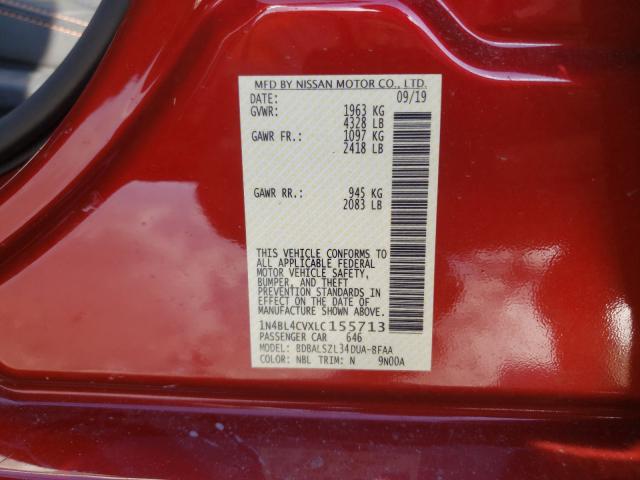 MFD BY NISSAN MOTOR CO., LTD.
DATE: 09/19
GVWR: 1963 KG
4328 LB
GAWR FR.: 1097 KG
2418 LB
GAWR RR.: 945 KG
2083 LB
THIS VEHICLE CONFORMS TO
ALL APPLICABLE FEDERAL
MOTOR VEHICLE SAFETY,
BUMPER, AND THEFT
PREVENTION STANDARDS IN
EFFECT ON THE DATE OF
MANUFACTURE SHOWN ABOVE.
1N4BL4CVXLC155713
PASSENGER CAR 646
MODEL: BDBALSZL34DUA-8FAA
COLOR: NBL TRIM: N 9N00A